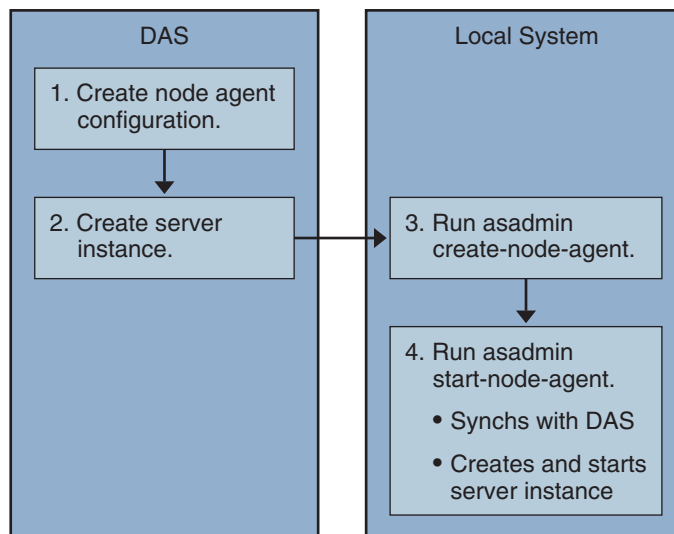 DAS
1. Create node agent
configuration.
2. Create server
instance.
Local System
3. Run asadmin
create-node-agent.
4. Run asadmin
start-node-agent.
• Synchs with DAS
• Creates and starts
server instance